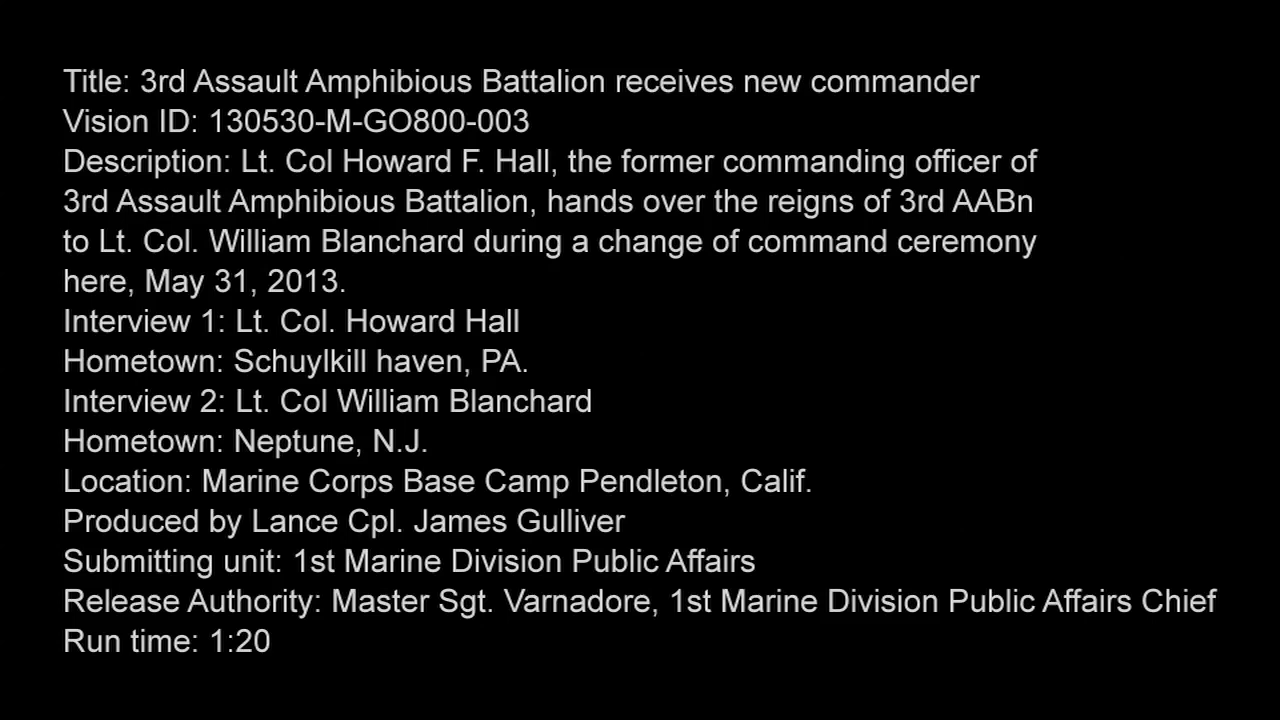 Title: 3rd Assault Amphibious Battalion receives new commander
Vision ID: 130530-M-GO800-003
Description: Lt. Col Howard F. Hall, the former commanding officer of
3rd Assault Amphibious Battalion, hands over the reigns of 3rd AABn
to Lt. Col. William Blanchard during a change of command ceremony
here, May 31, 2013.
Interview 1: Lt. Col. Howard Hall
Hometown: Schuylkill haven, PA.
Interview 2: Lt. Col William Blanchard
Hometown: Neptune, N.J.
Location: Marine Corps Base Camp Pendleton, Calif.
Produced by Lance Cpl. James Gulliver
Submitting unit: 1st Marine Division Public Affairs
Release Authority: Master Sgt. Varnadore, 1st Marine Division Public Affairs Chief
Run time: 1:20